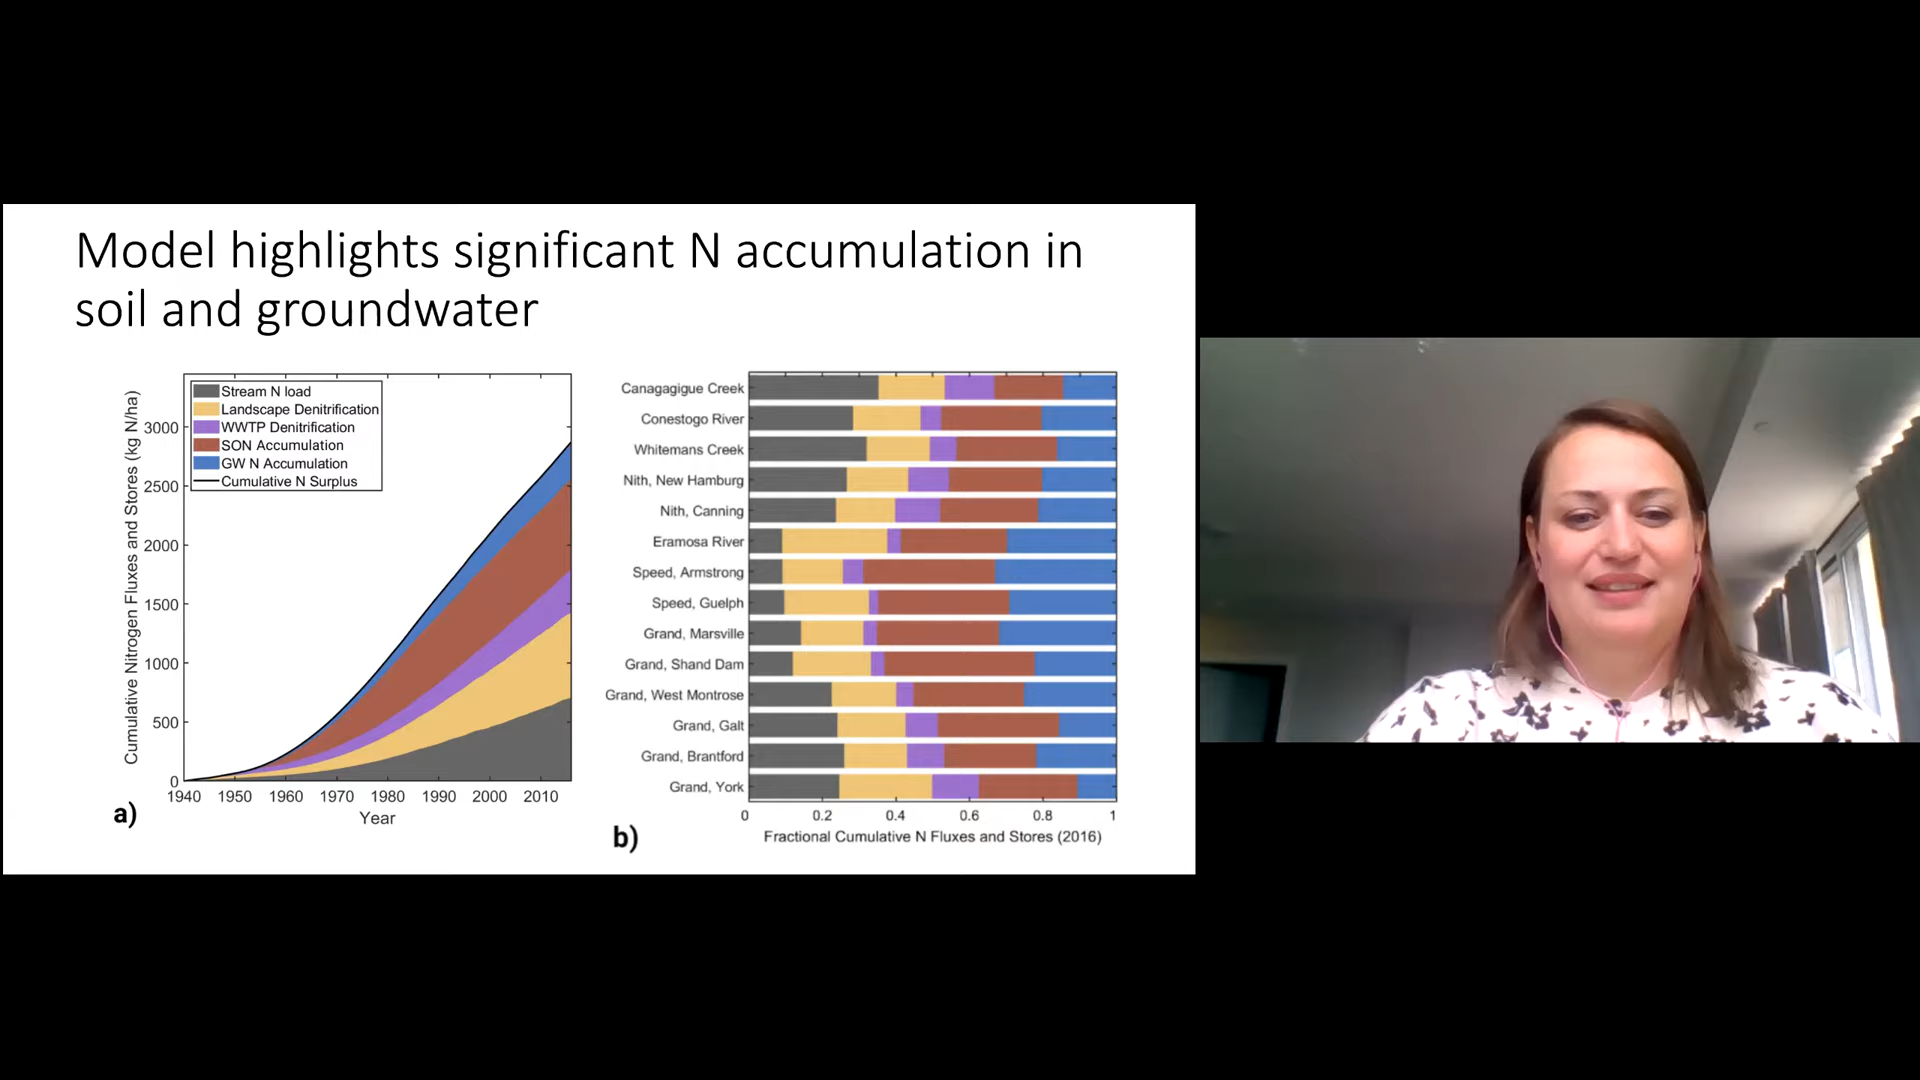 Model highlights significant N accumulation in
soil and groundwater
Cumulative Nitrogen Fluxes and Stores (kg N/ha)
3000
2500
2000
1500
1000
500
0
Stream N load
Landscape Denitrification
WWTP Denitrification
SON Accumulation
GW N Accumulation
Cumulative N Surplus
1940 1950 1960 1970 1980 1990 2000 2010
Year
a)
Canagagigue Creek
Conestogo River
Whitemans Creek
Nith, New Hamburg
Nith, Canning
Eramosa River
Speed, Armstrong
Speed, Guelph
Grand, Marsville
Grand, Shand Dam
Grand, West Montrose
Grand, Galt
Grand, Brantford
Grand, York
0 0.2 0.4 0.6 0.8 1
Fractional Cumulative N Fluxes and Stores (2016)
b)